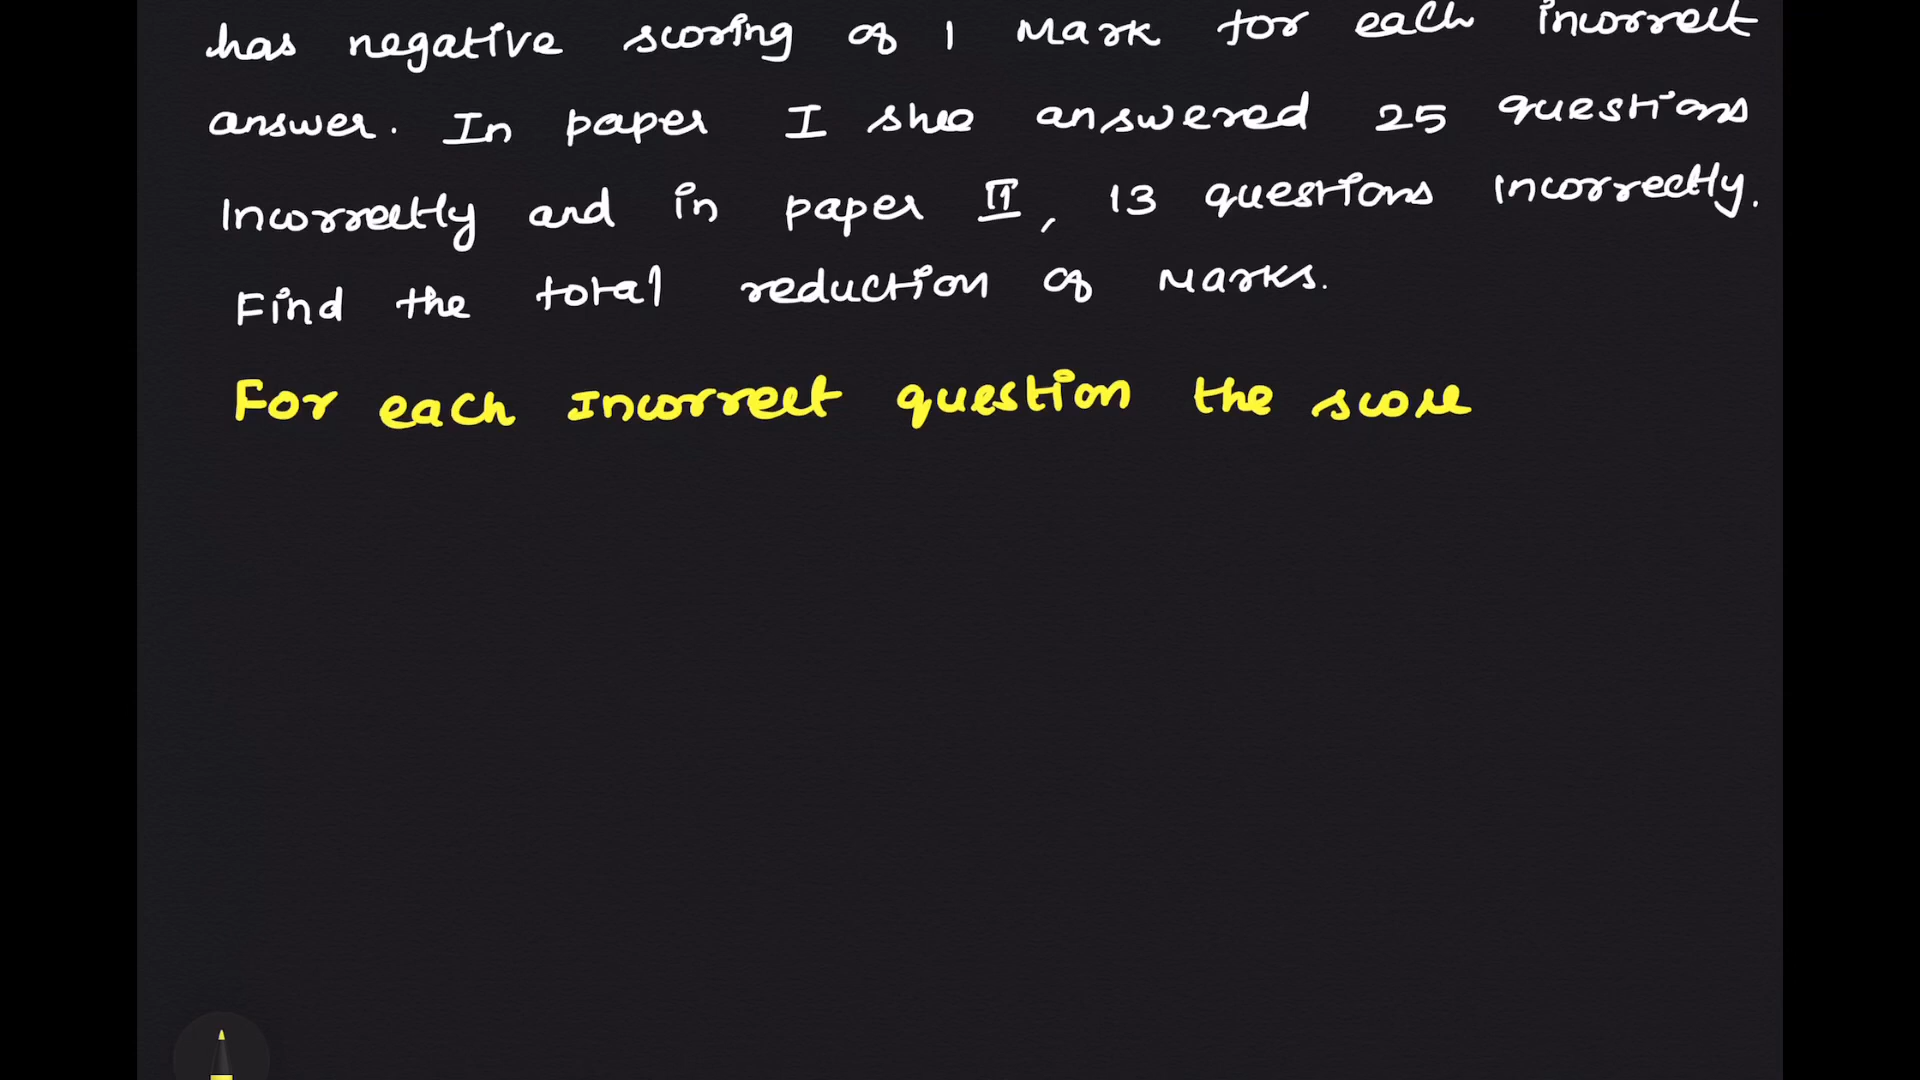 has negative scoring of 1 Mark for each incorrect
answer. In paper I she answered 25 questions
Incorrectly and in paper II, 13 questions incorrectly.
Find the total reduction of Marks.
For each Incorrect question the score